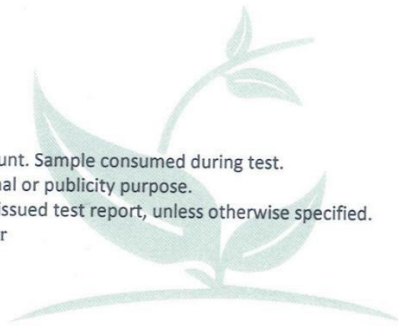 unt. Sample consumed during test.
nal or publicity purpose.
issued test report, unless otherwise specified.
r